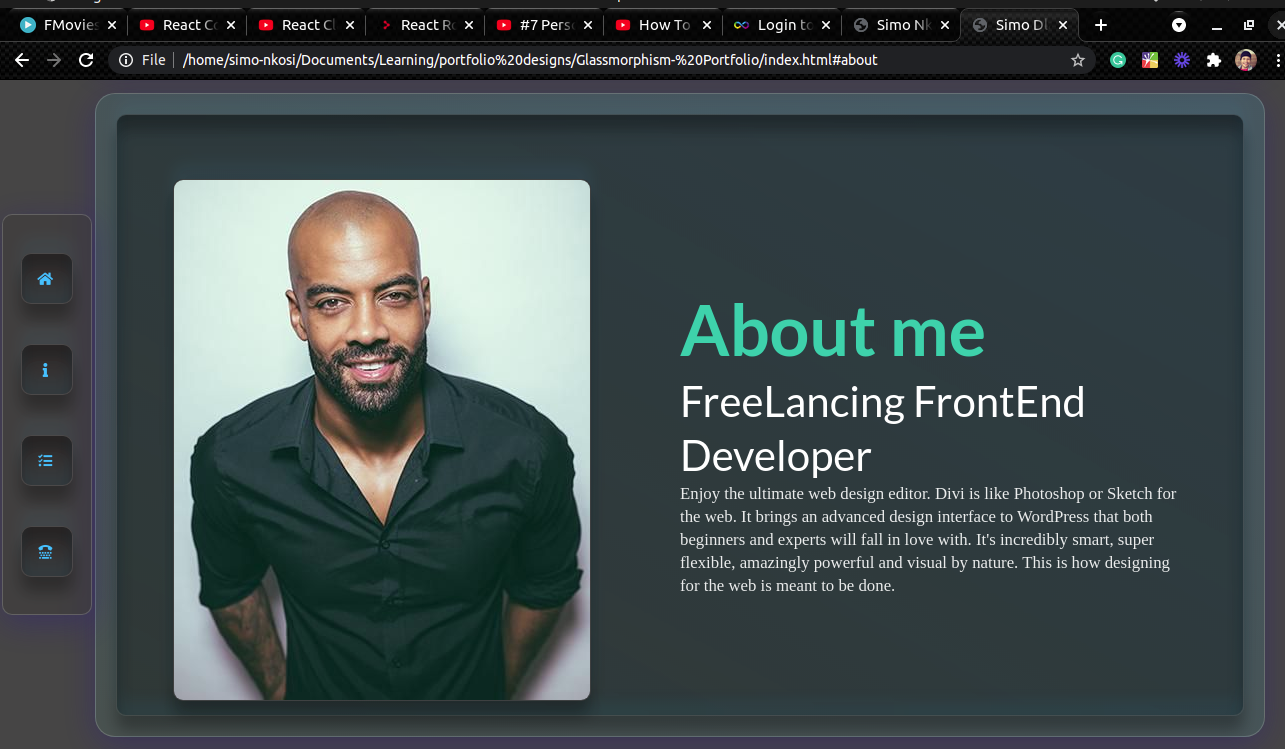 FMovies
React Co
React Cl
React Ro
#7 Perso
How To
Login to
Simo Nk
Simo Dl
File
/home/simo-nkosi/Documents/Learning/portfolio%20designs/Glassmorphism-%20Portfolio/index.html#about
About me
FreeLancing FrontEnd
Developer
Enjoy the ultimate web design editor. Divi is like Photoshop or Sketch for
the web. It brings an advanced design interface to WordPress that both
beginners and experts will fall in love with. It's incredibly smart, super
flexible, amazingly powerful and visual by nature. This is how designing
for the web is meant to be done.